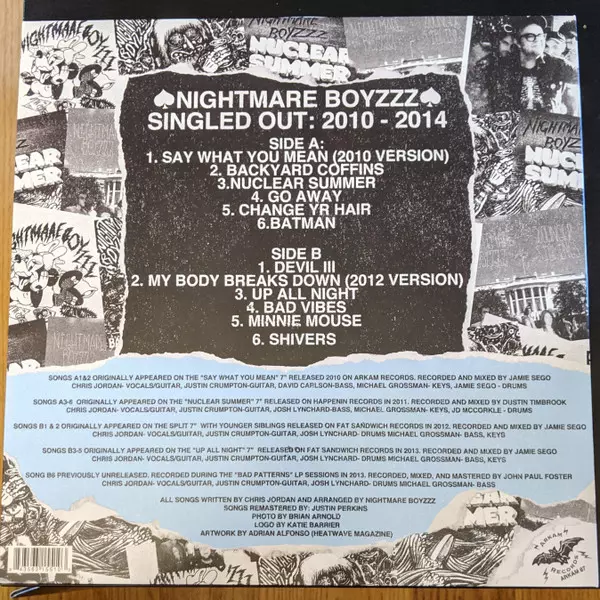 NIGHTMARE BOYZZZ
NUCLEAR
SUMMER
♠NIGHTMARE BOYZZZ♠
SINGLED OUT: 2010 - 2014
SIDE A:
1. SAY WHAT YOU MEAN (2010 VERSION)
2. BACKYARD COFFINS
3.NUCLEAR SUMMER
4. GO AWAY
5. CHANGE YR HAIR
6.BATMAN
SIDE B
1. DEVIL III
2. MY BODY BREAKS DOWN (2012 VERSION)
3. UP ALL NIGHT
4. BAD VIBES
5. MINNIE MOUSE
6. SHIVERS
SONGS A1&2 ORIGINALLY APPEARED ON THE "SAY WHAT YOU MEAN" 7" RELEASED 2010 ON ARKAM RECORDS. RECORDED AND MIXED BY JAMIE SEGO
CHRIS JORDAN- VOCALS/GUITAR, JUSTIN CRUMPTON-GUITAR, DAVID CARLSON-BASS, MICHAEL GROSSMAN- KEYS, JAMIE SEGO - DRUMS
SONGS A3-6 ORIGINALLY APPEARED ON THE "NUCLEAR SUMMER" 7" RELEASED ON HAPPENIN RECORDS IN 2011. RECORDED AND MIXED BY DUSTIN TIMBROOK
CHRIS JORDAN- VOCALS/GUITAR, JUSTIN CRUMPTON-GUITAR, JOSH LYNCHARD-BASS, MICHAEL GROSSMAN- KEYS, JD MCCORKLE - DRUMS
SONGS B1 & 2 ORIGINALLY APPEARED ON THE SPLIT 7" WITH YOUNGER SIBLINGS RELEASED ON FAT SANDWICH RECORDS IN 2012. RECORDED AND MIXED BY JAMIE SEGO
CHRIS JORDAN- VOCALS/GUITAR, JUSTIN CRUMPTON-GUITAR, JOSH LYNCHARD- DRUMS MICHAEL GROSSMAN- BASS, KEYS
SONGS B3-5 ORIGINALLY APPEARED ON THE "UP ALL NIGHT" 7" RELEASED ON FAT SANDWICH RECORDS IN 2013. RECORDED AND MIXED BY JAMIE SEGO
CHRIS JORDAN- VOCALS/GUITAR, JUSTIN CRUMPTON-GUITAR, JOSH LYNCHARD- DRUMS MICHAEL GROSSMAN- BASS, KEYS
SONG B6 PREVIOUSLY UNRELEASED. RECORDED DURING THE "BAD PATTERNS" LP SESSIONS IN 2013. RECORDED, MIXED, AND MASTERED BY JOHN PAUL FOSTER
CHRIS JORDAN- VOCALS/GUITAR, JUSTIN CRUMPTON-GUITAR, JOSH LYNCHARD- DRUMS MICHAEL GROSSMAN- BASS
ALL SONGS WRITTEN BY CHRIS JORDAN AND ARRANGED BY NIGHTMARE BOYZZZ
SONGS REMASTERED BY: JUSTIN PERKINS
PHOTO BY BRIAN ARNOLD
LOGO BY KATIE BARRIER
ARTWORK BY ADRIAN ALFONSO (HEATWAVE MAGAZINE)
ARKAM
RECORDS
ARKAM-67